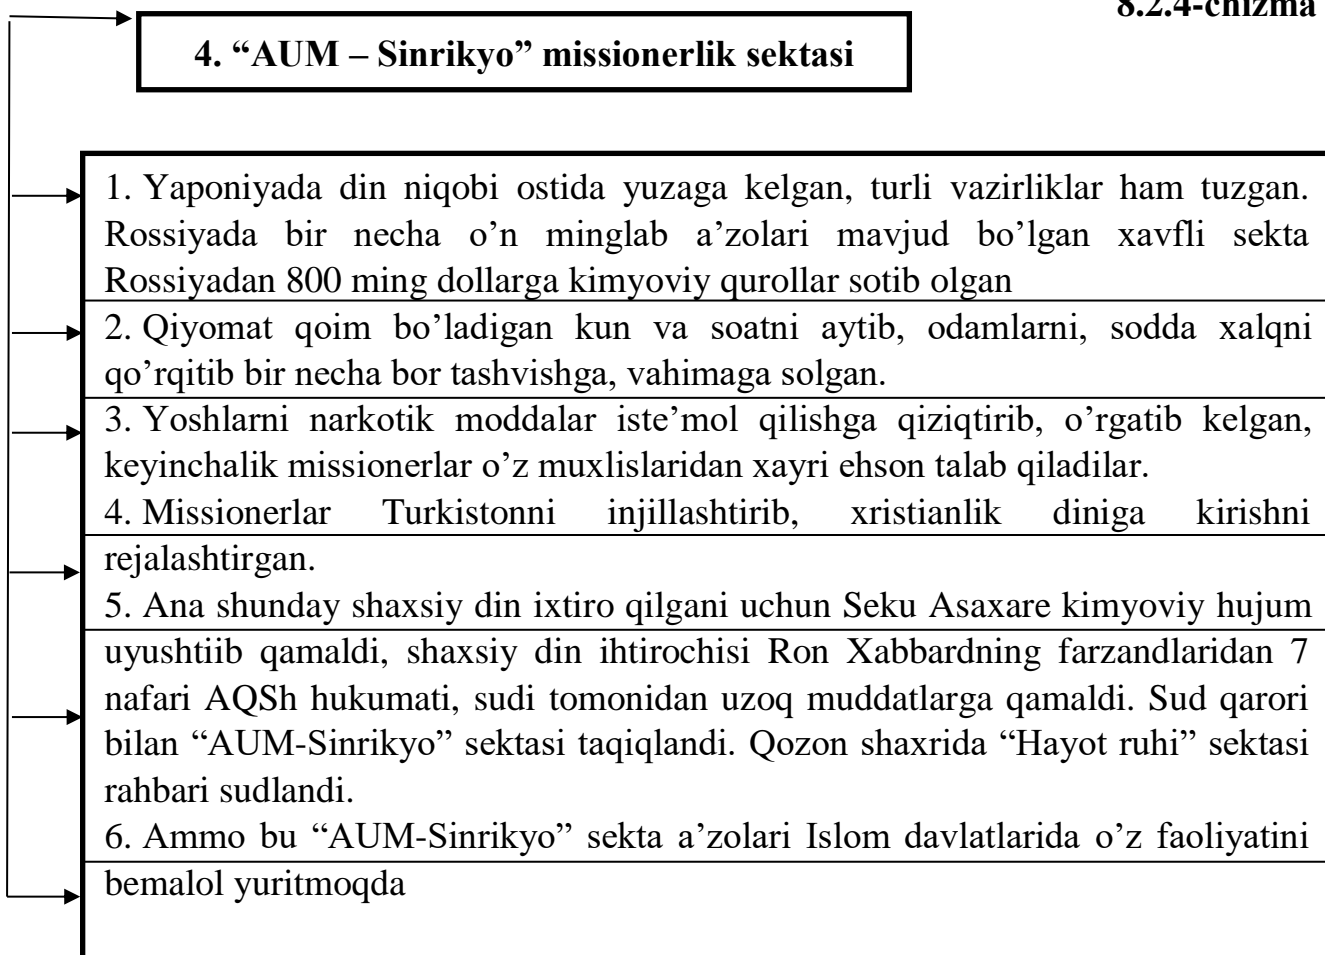 8.2.4-chizma
4. “AUM – Sinrikyo” missionerlik sektasi
1. Yaponiyada din niqobi ostida yuzaga kelgan, turli vazirliklar ham tuzgan.
Rossiyada bir necha o’n minglab a’zolari mavjud bo’lgan xavfli sekta
Rossiyadan 800 ming dollarga kimyoviy qurollar sotib olgan
2. Qiyomat qoim bo’ladigan kun va soatni aytib, odamlarni, sodda xalqni
qo’rqitib bir necha bor tashvishga, vahimaga solgan.
3. Yoshlarni narkotik moddalar iste’mol qilishga qiziqtirib, o’rgatib kelgan,
keyinchalik missionerlar o’z muxlislaridan xayri ehson talab qiladilar.
4. Missionerlar Turkistonni injillashtirib, xristianlik diniga kirishni
rejalashtirgan.
5. Ana shunday shaxsiy din ixtiro qilgani uchun Seku Asaxare kimyoviy hujum
uyushtiib qamaldi, shaxsiy din ihtirochisi Ron Xabbardning farzandlaridan 7
nafari AQSh hukumati, sudi tomonidan uzoq muddatlarga qamaldi. Sud qarori
bilan “AUM-Sinrikyo” sektasi taqiqlandi. Qozon shaxrida “Hayot ruhi” sektasi
rahbari sudlandi.
6. Ammo bu “AUM-Sinrikyo” sekta a’zolari Islom davlatlarida o’z faoliyatini
bemalol yuritmoqda